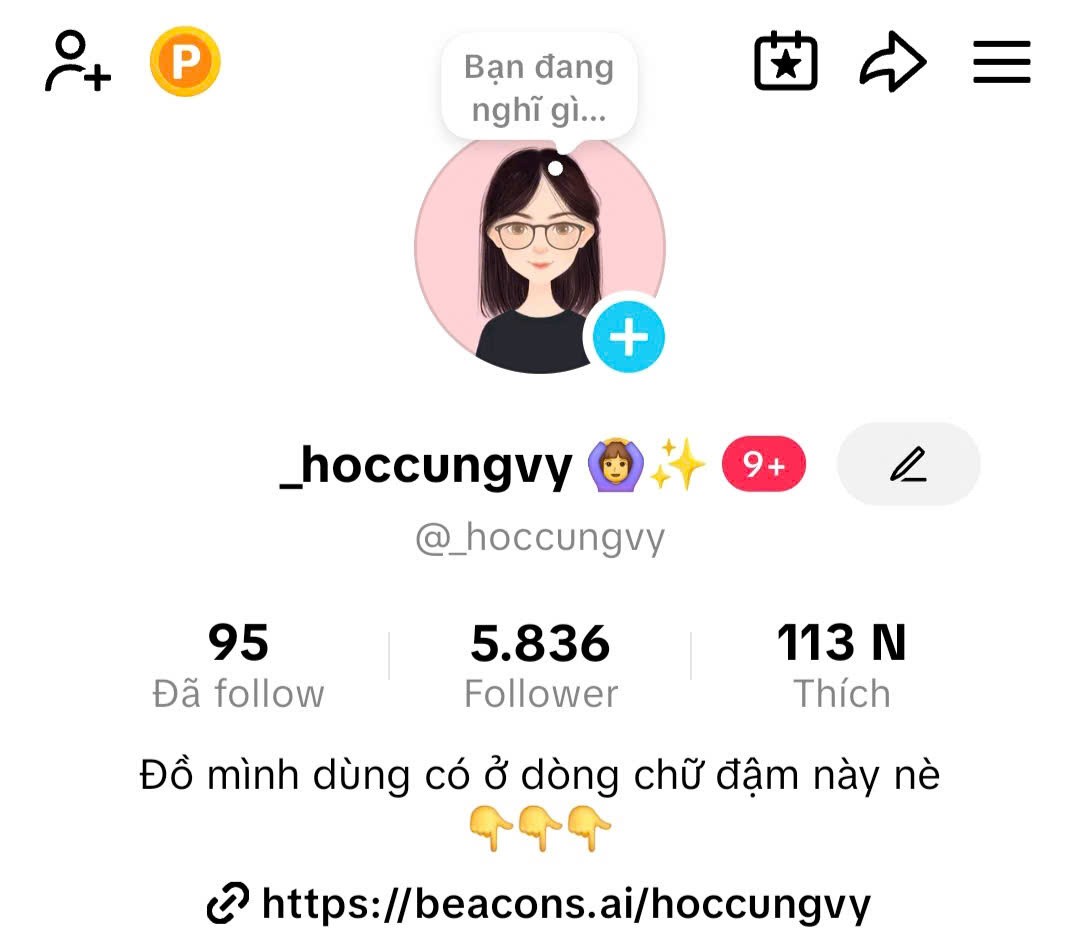 P
Bạn đang
nghĩ gì...
_hoccungvy 🙆‍♀️✨ 9+
@_hoccungvy
95 5.836 113 N
Đã follow Follower Thích
Đồ mình dùng có ở dòng chữ đậm này nè
👇👇👇
https://beacons.ai/hoccungvy